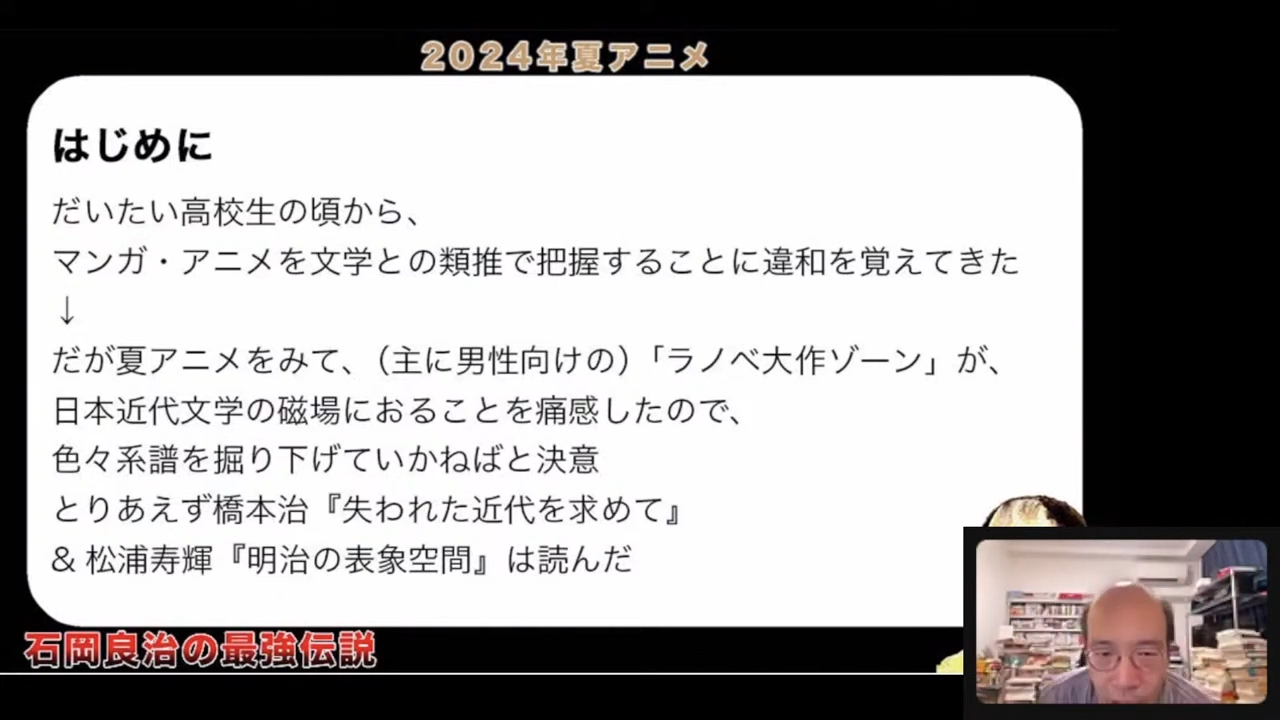 2024年夏アニメ
はじめに
だいたい高校生の頃から、
マンガ・アニメを文学との類推で把握することに違和を覚えてきた
↓
だが夏アニメをみて、（主に男性向けの）「ラノベ大作ゾーン」が、
日本近代文学の磁場におることを痛感したので、
色々系譜を掘り下げていかねばと決意
とりあえず橋本治『失われた近代を求めて』
& 松浦寿輝『明治の表象空間』は読んだ
石岡良治の最強伝説